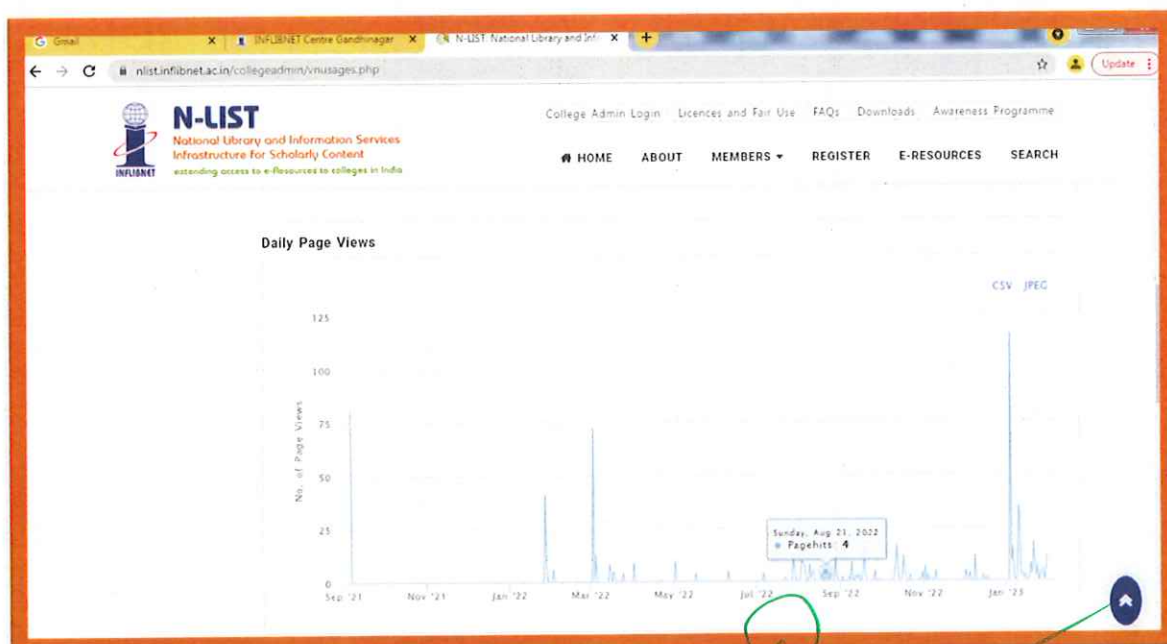 Gmail
INFLIBNET Centre Gandhinagar
N-LIST: National Library and Inf
nlist.inflibnet.ac.in/collegeadmin/vnusages.php
Update
N-LIST
National Library and Information Services
Infrastructure for Scholarly Content
extending access to e-Resources to colleges in India
INFLIBNET
College Admin Login Licences and Fair Use FAQs Downloads Awareness Programme
HOME ABOUT MEMBERS REGISTER E-RESOURCES SEARCH
Daily Page Views
CSV JPEG
125
100
75
50
25
0
No. of Page Views
Sunday, Aug 21, 2022
Pagehits 4
Sep '21 Nov '21 Jan '22 Mar '22 May '22 Jul '22 Sep '22 Nov '22 Jan '23